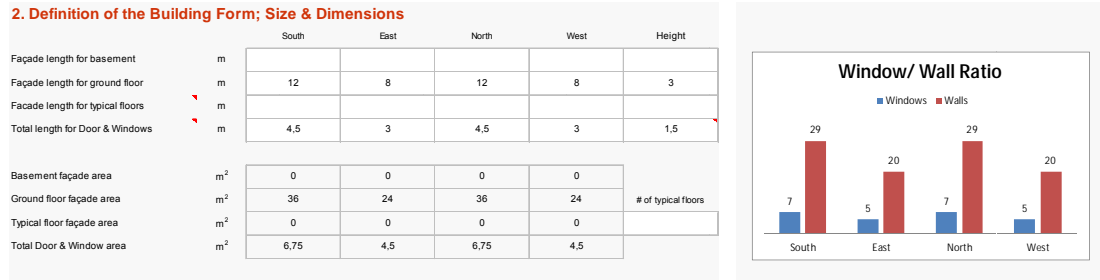 2. Definition of the Building Form; Size & Dimensions
South East North West Height
Façade length for basement m
Façade length for ground floor m 12 8 12 8 3
Facade length for typical floors m
Total length for Door & Windows m 4,5 3 4,5 3 1,5
Basement façade area m² 0 0 0 0
Ground floor façade area m² 36 24 36 24 # of typical floors
Typical floor façade area m² 0 0 0 0
Total Door & Window area m² 6,75 4,5 6,75 4,5
Window/ Wall Ratio
Windows Walls
29 29
20 20
7 7
5 5
South East North West